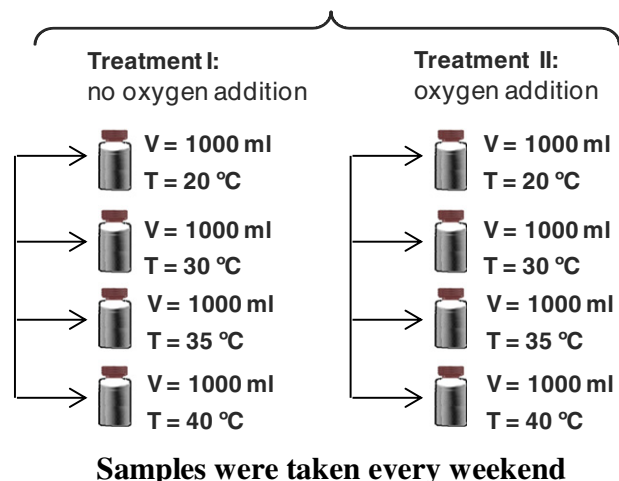 Treatment I:
no oxygen addition
V = 1000 ml
T = 20 ºC
V = 1000 ml
T = 30 ºC
V = 1000 ml
T = 35 ºC
V = 1000 ml
T = 40 ºC
Treatment II:
oxygen addition
V = 1000 ml
T = 20 ºC
V = 1000 ml
T = 30 ºC
V = 1000 ml
T = 35 ºC
V = 1000 ml
T = 40 ºC
Samples were taken every weekend